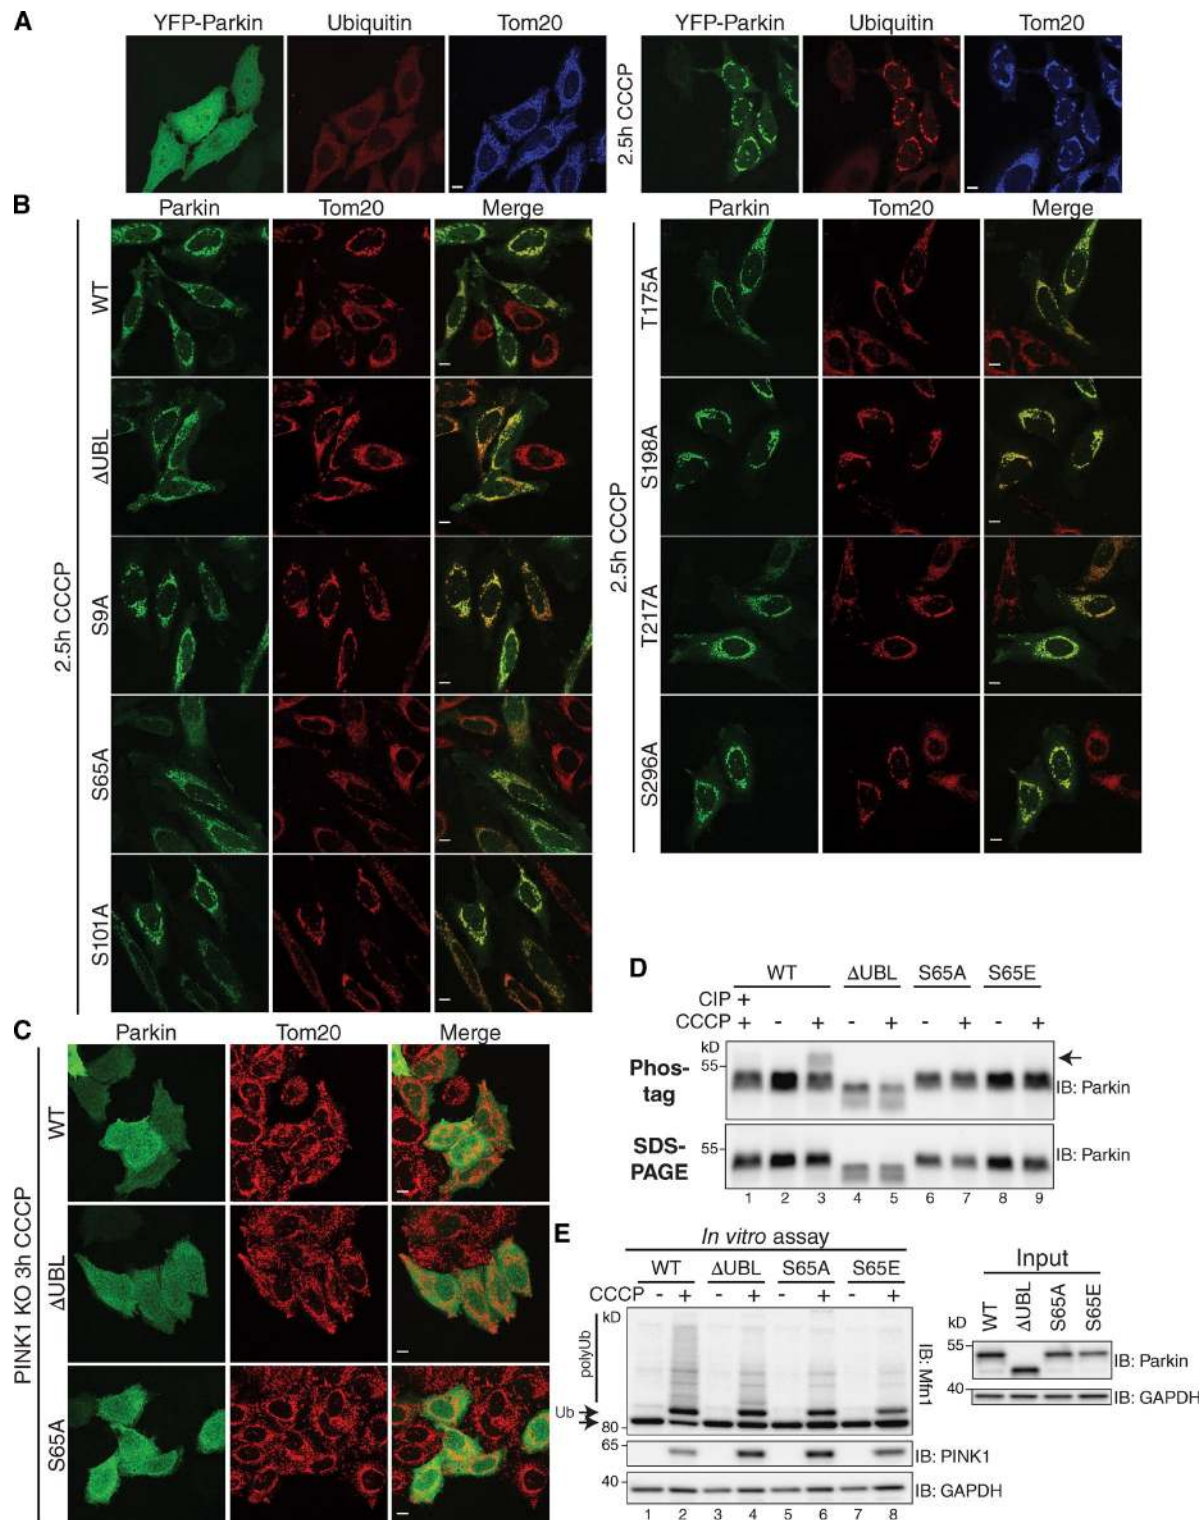 A
YFP-Parkin Ubiquitin Tom20 YFP-Parkin Ubiquitin Tom20
2.5h CCCP
B
Parkin Tom20 Merge Parkin Tom20 Merge
2.5h CCCP
WT
ΔUBL
S9A
S65A
S101A
2.5h CCCP
T175A
S198A
T217A
S296A
C
Parkin Tom20 Merge
PINK1 KO 3h CCCP
WT
ΔUBL
S65A
D
WT ΔUBL S65A S65E
CIP +
CCCP + - + - + - + - +
kD
55
Phos-
tag
IB: Parkin
55
SDS-
PAGE
IB: Parkin
1 2 3 4 5 6 7 8 9
E
In vitro assay
WT ΔUBL S65A S65E
CCCP - + - + - + - +
kD
polyUb
Ub
80
IB: Mfn1
65
IB: PINK1
40
IB: GAPDH
1 2 3 4 5 6 7 8
Input
kD WT ΔUBL S65A S65E
55
IB: Parkin
40
IB: GAPDH